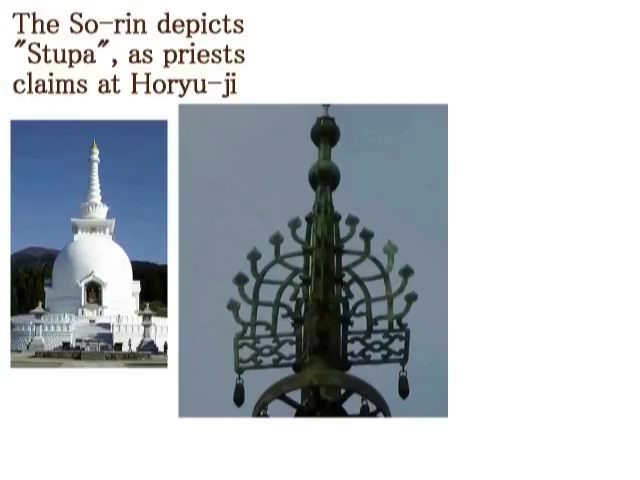 The So-rin depicts
"Stupa", as priests
claims at Horyu-ji